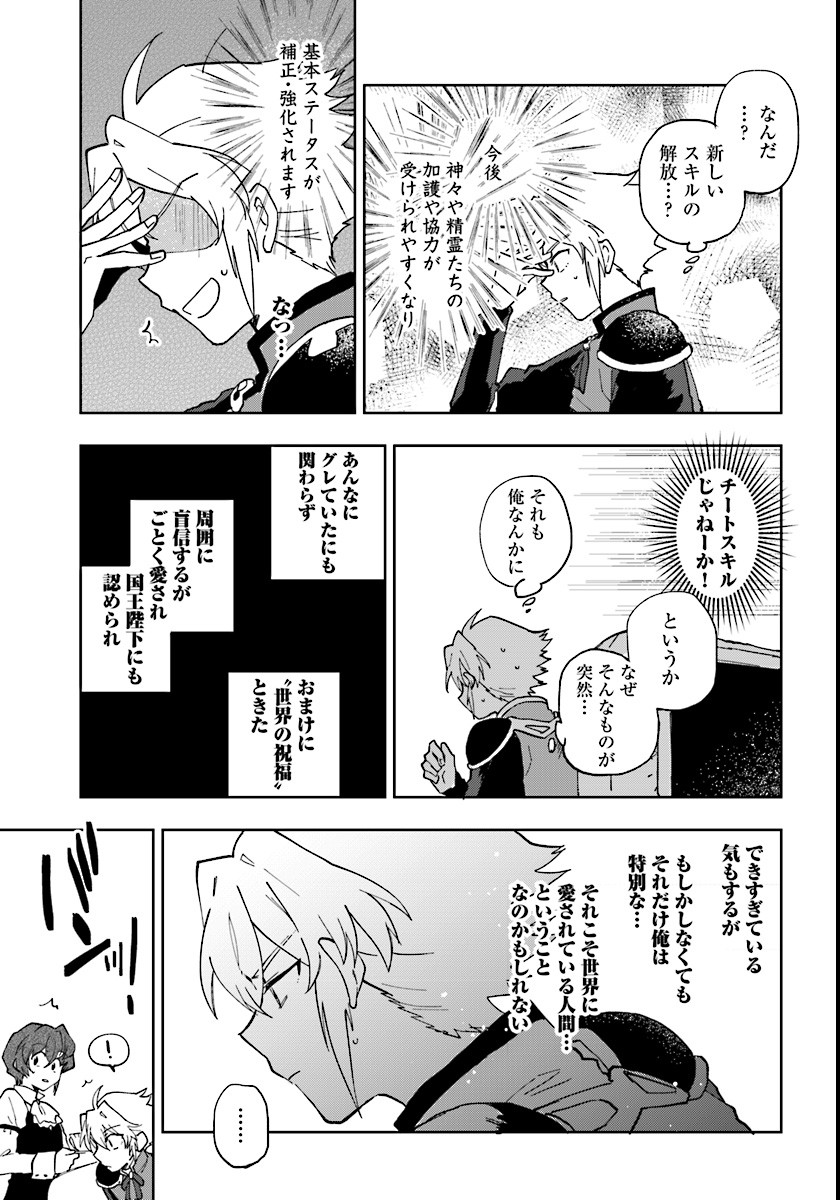 なんだ
…?
新しい
スキルの
解放…?
今後
神々や精霊たちの
加護や協力が
受けられやすくなり
基本ステータスが
補正・強化されます
なっ…
チートスキル
じゃねーか!
というか
なぜ
そんなものが
突然…
それも
俺なんかに
あんなに
グレていたにも
関わらず
周囲に
盲信するが
ごとく愛され
国王陛下にも
認められ
おまけに
〝世界の祝福〟
ときた
できすぎている
気もするが
もしかしなくても
それだけ俺は
特別な…
それこそ世界に
愛されている人間…
ということ
なのかもしれない
……
!